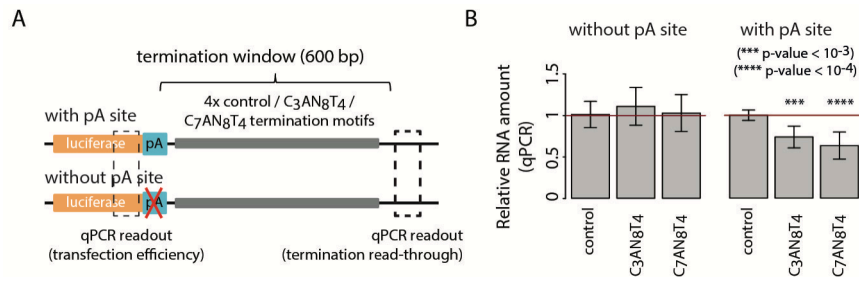 A
termination window (600 bp)
4x control / C3AN8T4 /
C7AN8T4 termination motifs
with pA site
luciferase
pA
without pA site
luciferase
pA
qPCR readout
(transfection efficiency)
qPCR readout
(termination read-through)
B
without pA site
with pA site
(*** p-value < 10-3)
(**** p-value < 10-4)
Relative RNA amount
(qPCR)
1.5
1
0.5
0
***
****
control
C3AN8T4
C7AN8T4
control
C3AN8T4
C7AN8T4